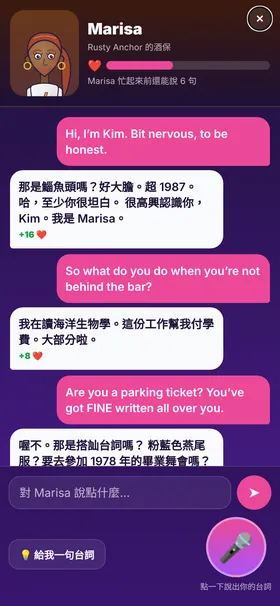 Marisa
Rusty Anchor 的酒保
Marisa 忙起來前還能說 6 句
Hi, I'm Kim. Bit nervous, to be
honest.
那是鯔魚頭嗎？好大膽。超 1987。
哈，至少你很坦白。 很高興認識你，
Kim。我是 Marisa。
+16
So what do you do when you're not
behind the bar?
我在讀海洋生物學。這份工作幫我付學
費。大部分啦。
+8
Are you a parking ticket? You've
got FINE written all over you.
喔不。那是搭訕台詞嗎？ 粉藍色燕尾
服？要去參加 1978 年的畢業舞會嗎？
對 Marisa 說點什麼...
給我一句台詞
點一下說出你的台詞